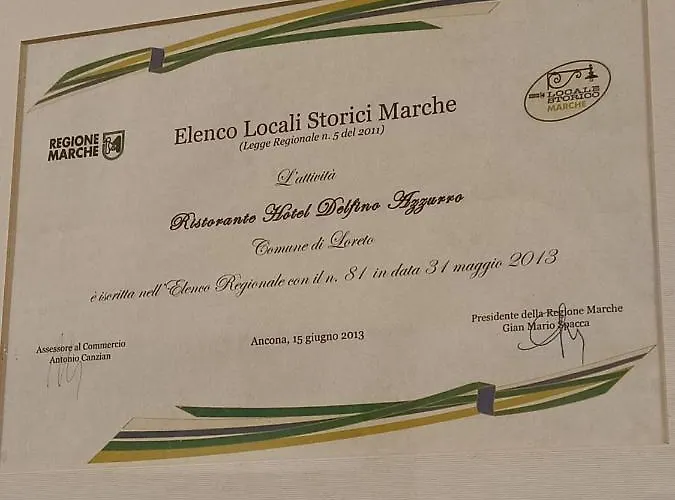 REGIONE
MARCHE
Elenco Locali Storici Marche
(Legge Regionale n. 5 del 2011)
LOCALE
STORICO
MARCHE
L'attività
Ristorante Hotel Delfino Azzurro
Comune di Loreto
è iscritta nell'Elenco Regionale con il n. 81 in data 31 maggio 2013
Assessore al Commercio
Antonio Canzian
Ancona, 15 giugno 2013
Presidente della Regione Marche
Gian Mario Spacca